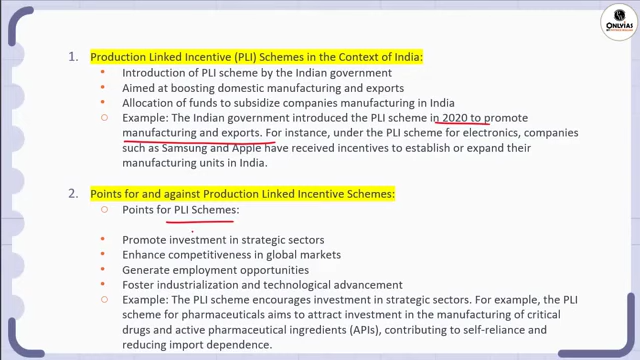 ONLYIAS
1. Production Linked Incentive (PLI) Schemes in the Context of India:
• Introduction of PLI scheme by the Indian government
• Aimed at boosting domestic manufacturing and exports
• Allocation of funds to subsidize companies manufacturing in India
○ Example: The Indian government introduced the PLI scheme in 2020 to promote
manufacturing and exports. For instance, under the PLI scheme for electronics, companies
such as Samsung and Apple have received incentives to establish or expand their
manufacturing units in India.
2. Points for and against Production Linked Incentive Schemes:
○ Points for PLI Schemes:
• Promote investment in strategic sectors
• Enhance competitiveness in global markets
• Generate employment opportunities
• Foster industrialization and technological advancement
○ Example: The PLI scheme encourages investment in strategic sectors. For example, the PLI
scheme for pharmaceuticals aims to attract investment in the manufacturing of critical
drugs and active pharmaceutical ingredients (APIs), contributing to self-reliance and
reducing import dependence.